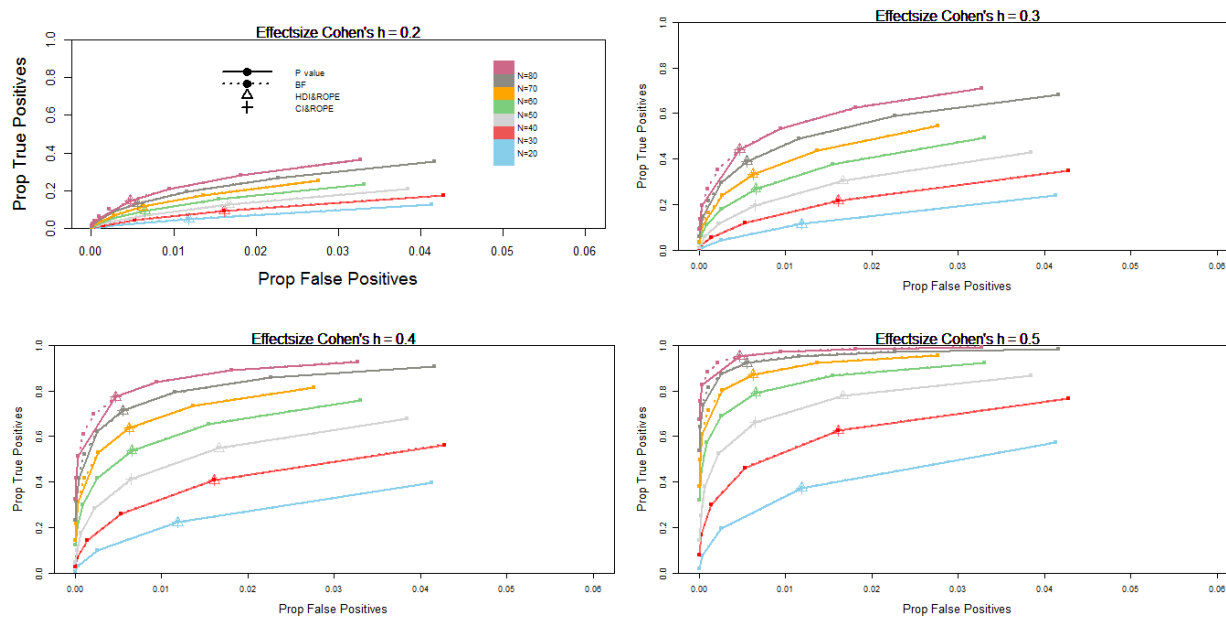 Effectsize Cohen's h = 0.2
Prop True Positives
1.0
0.8
0.6
0.4
0.2
0.0
P value
BF
HDI&ROPE
CI&ROPE
N=80
N=70
N=60
N=50
N=40
N=30
N=20
0.00 0.01 0.02 0.03 0.04 0.05 0.06
Prop False Positives
Effectsize Cohen's h = 0.3
Prop True Positives
1.0
0.8
0.6
0.4
0.2
0.0
0.00 0.01 0.02 0.03 0.04 0.05 0.06
Prop False Positives
Effectsize Cohen's h = 0.4
Prop True Positives
1.0
0.8
0.6
0.4
0.2
0.0
0.00 0.01 0.02 0.03 0.04 0.05 0.06
Prop False Positives
Effectsize Cohen's h = 0.5
Prop True Positives
1.0
0.8
0.6
0.4
0.2
0.0
0.00 0.01 0.02 0.03 0.04 0.05 0.06
Prop False Positives